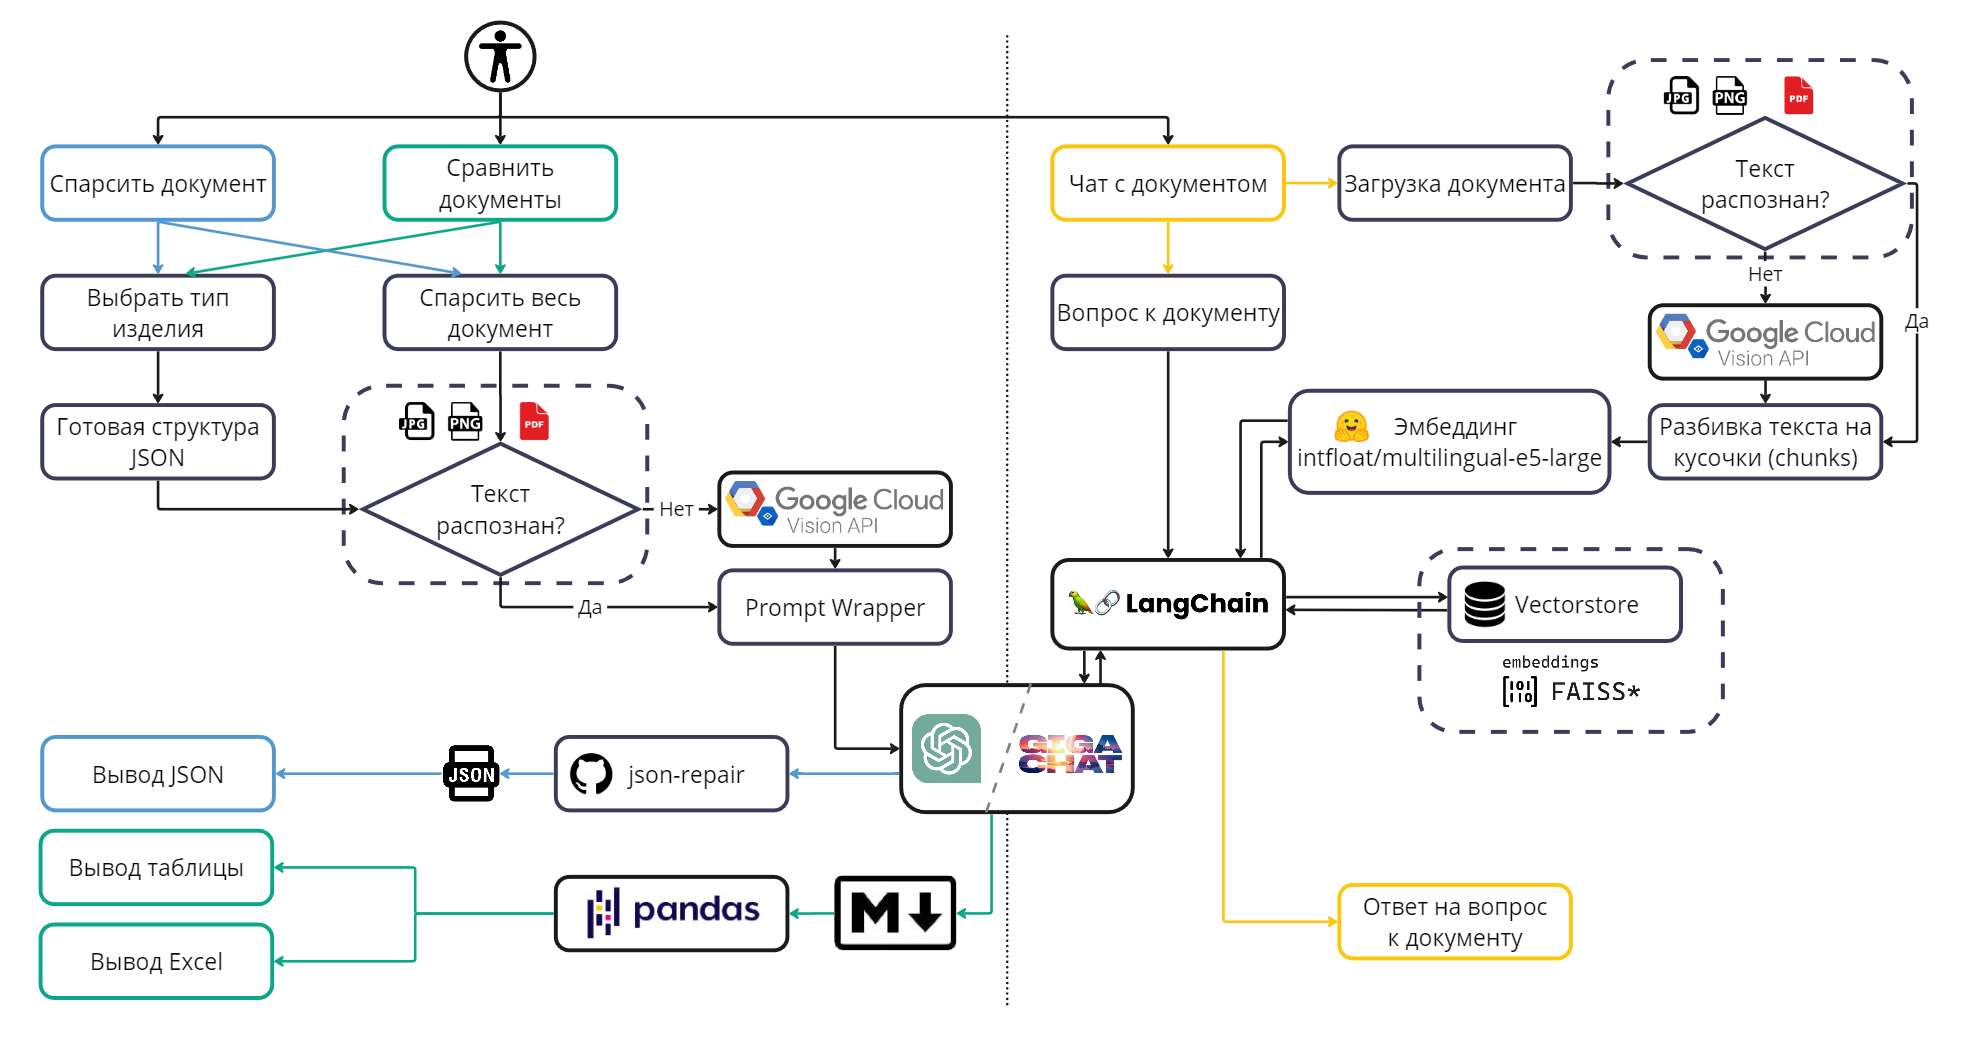 Спарсить документ
Сравнить
документы
Выбрать тип
изделия
Спарсить весь
документ
Готовая структура
JSON
JPG
PNG
PDF
Текст
распознан?
Нет
Да
Google Cloud
Vision API
Prompt Wrapper
GIGA
CHAT
json-repair
JSON
Вывод JSON
Вывод таблицы
Вывод Excel
pandas
M
Чат с документом
Загрузка документа
JPG
PNG
PDF
Текст
распознан?
Нет
Да
Google Cloud
Vision API
Разбивка текста на
кусочки (chunks)
Эмбеддинг
intfloat/multilingual-e5-large
Вопрос к документу
LangChain
Vectorstore
embeddings
[101
110] FAISS*
Ответ на вопрос
к документу